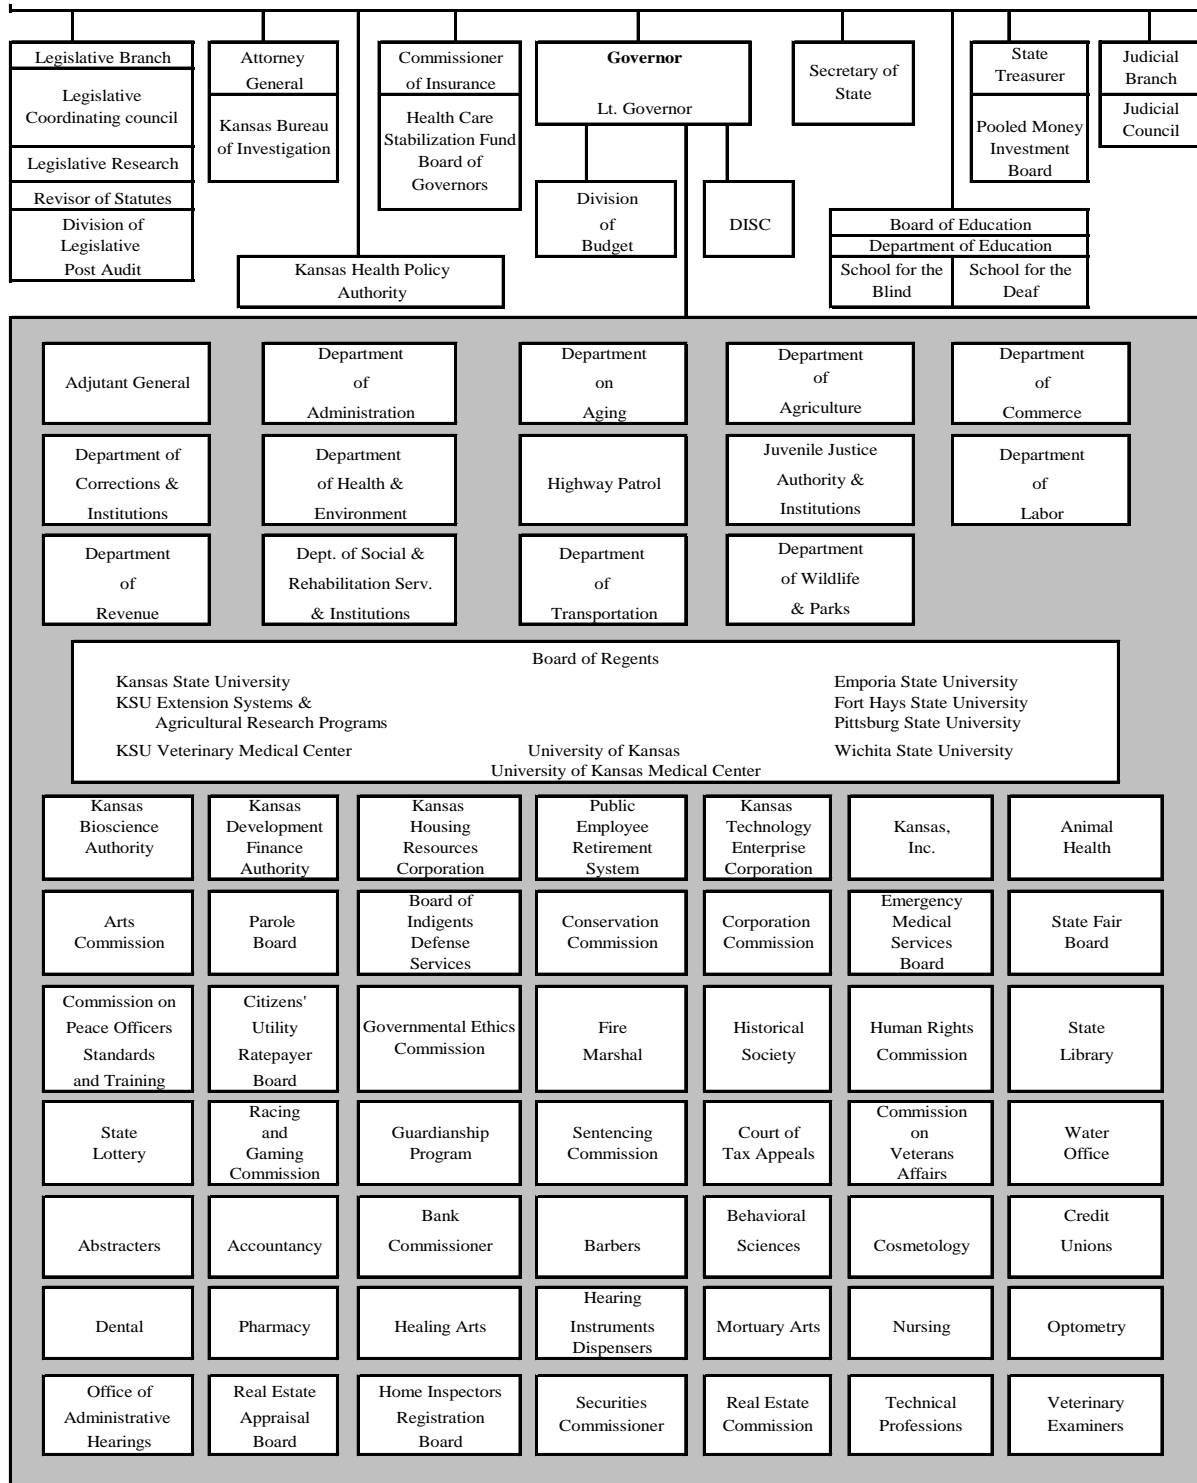 Legislative Branch
Legislative
Coordinating council
Legislative Research
Revisor of Statutes
Division of
Legislative
Post Audit
Attorney
General
Kansas Bureau
of Investigation
Commissioner
of Insurance
Health Care
Stabilization Fund
Board of
Governors
Governor
Lt. Governor
Secretary of
State
State
Treasurer
Pooled Money
Investment
Board
Judicial
Branch
Judicial
Council
Division
of
Budget
DISC
Board of Education
Department of Education
School for the
Blind
School for the
Deaf
Kansas Health Policy
Authority
Adjutant General
Department
of
Administration
Department
on
Aging
Department
of
Agriculture
Department
of
Commerce
Department of
Corrections &
Institutions
Department
of Health &
Environment
Highway Patrol
Juvenile Justice
Authority &
Institutions
Department
of
Labor
Department
of
Revenue
Dept. of Social &
Rehabilitation Serv.
& Institutions
Department
of
Transportation
Department
of Wildlife
& Parks
Board of Regents
Kansas State University
KSU Extension Systems &
Agricultural Research Programs
KSU Veterinary Medical Center
University of Kansas
University of Kansas Medical Center
Emporia State University
Fort Hays State University
Pittsburg State University
Wichita State University
Kansas
Bioscience
Authority
Kansas
Development
Finance
Authority
Kansas
Housing
Resources
Corporation
Public
Employee
Retirement
System
Kansas
Technology
Enterprise
Corporation
Kansas,
Inc.
Animal
Health
Arts
Commission
Parole
Board
Board of
Indigents
Defense
Services
Conservation
Commission
Corporation
Commission
Emergency
Medical
Services
Board
State Fair
Board
Commission on
Peace Officers
Standards
and Training
Citizens'
Utility
Ratepayer
Board
Governmental Ethics
Commission
Fire
Marshal
Historical
Society
Human Rights
Commission
State
Library
State
Lottery
Racing
and
Gaming
Commission
Guardianship
Program
Sentencing
Commission
Court of
Tax Appeals
Commission
on
Veterans
Affairs
Water
Office
Abstracters
Accountancy
Bank
Commissioner
Barbers
Behavioral
Sciences
Cosmetology
Credit
Unions
Dental
Pharmacy
Healing Arts
Hearing
Instruments
Dispensers
Mortuary Arts
Nursing
Optometry
Office of
Administrative
Hearings
Real Estate
Appraisal
Board
Home Inspectors
Registration
Board
Securities
Commissioner
Real Estate
Commission
Technical
Professions
Veterinary
Examiners